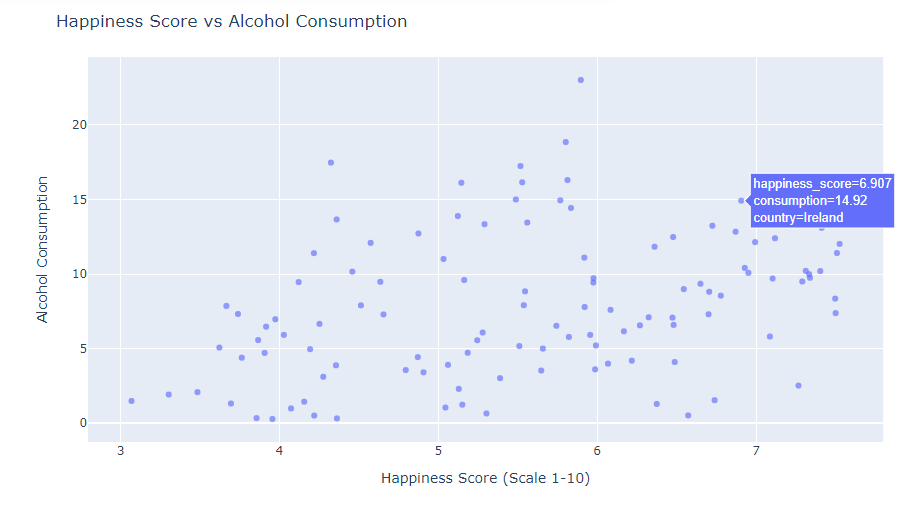 Happiness Score vs Alcohol Consumption
20
15
10
5
0
Alcohol Consumption
happiness_score=6.907
consumption=14.92
country=Ireland
3 4 5 6 7
Happiness Score (Scale 1-10)